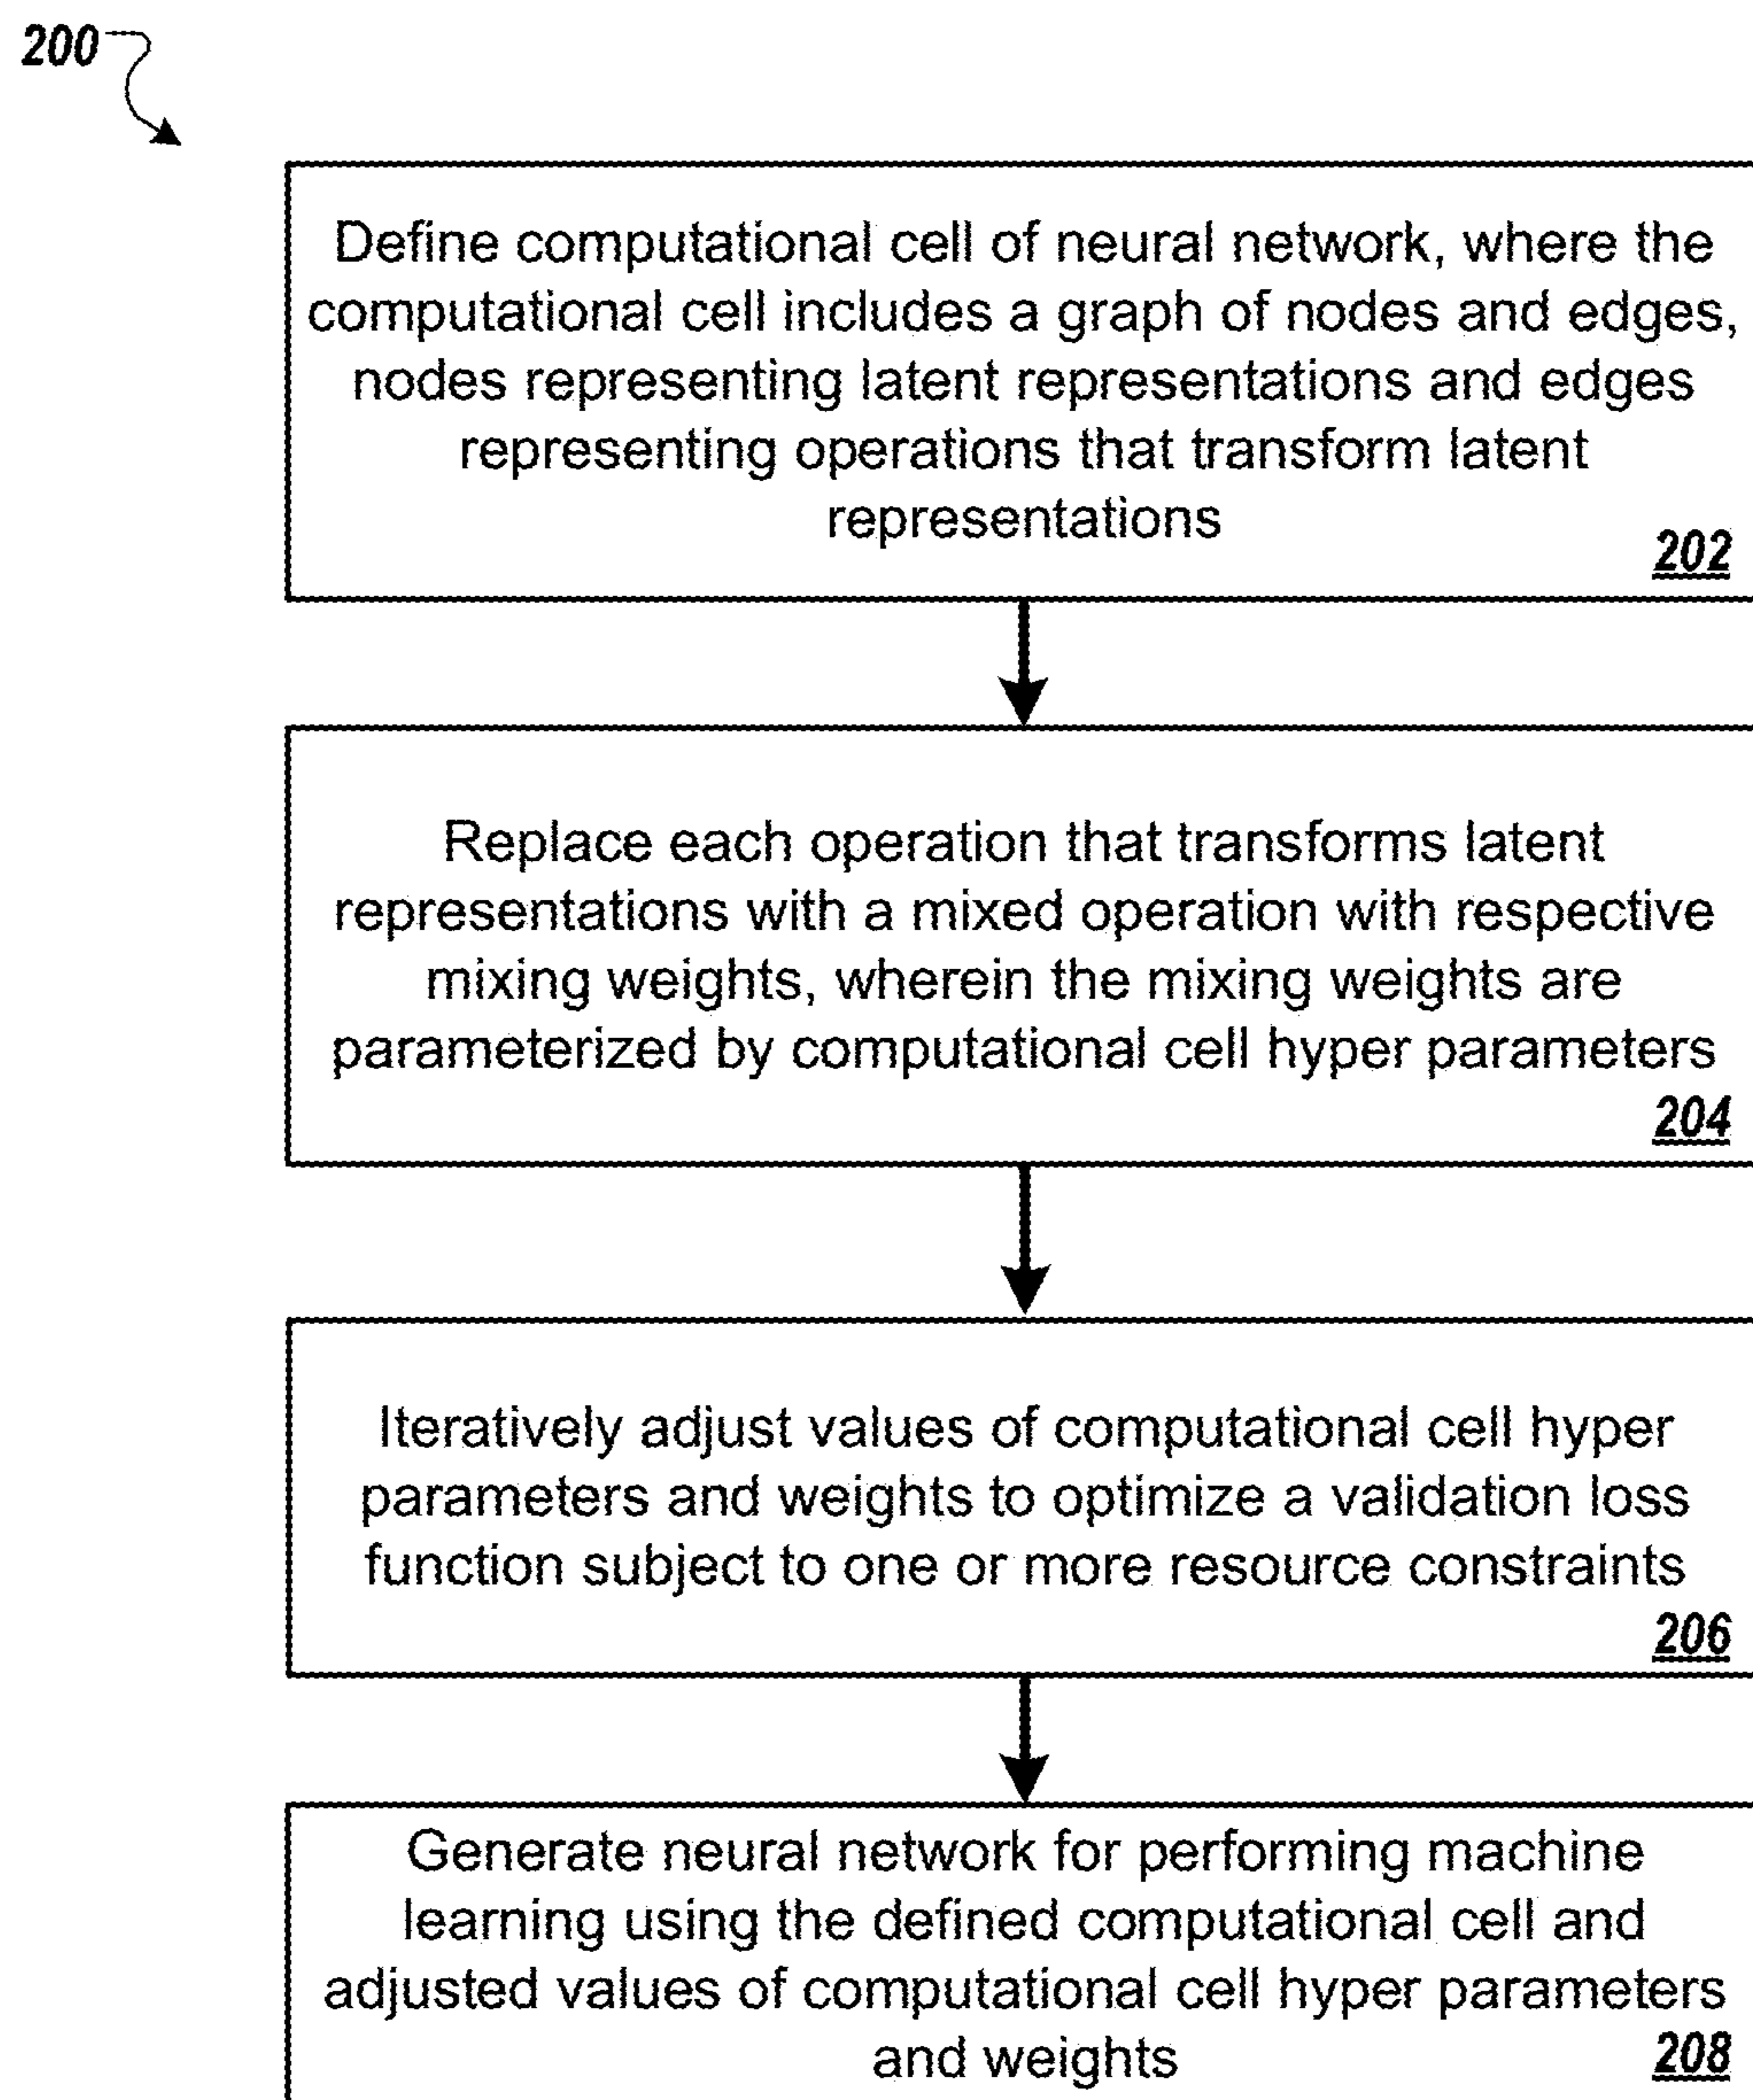 200
Define computational cell of neural network, where the
computational cell includes a graph of nodes and edges,
nodes representing latent representations and edges
representing operations that transform latent
representations
202
Replace each operation that transforms latent
representations with a mixed operation with respective
mixing weights, wherein the mixing weights are
parameterized by computational cell hyper parameters
204
Iteratively adjust values of computational cell hyper
parameters and weights to optimize a validation loss
function subject to one or more resource constraints
206
Generate neural network for performing machine
learning using the defined computational cell and
adjusted values of computational cell hyper parameters
and weights
208